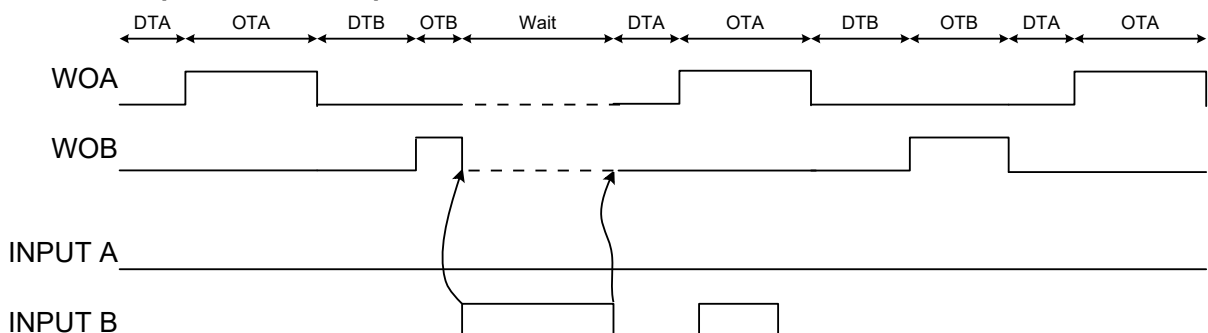 DTA OTA DTB OTB Wait DTA OTA DTB OTB DTA OTA
WOA
WOB
INPUT A
INPUT B